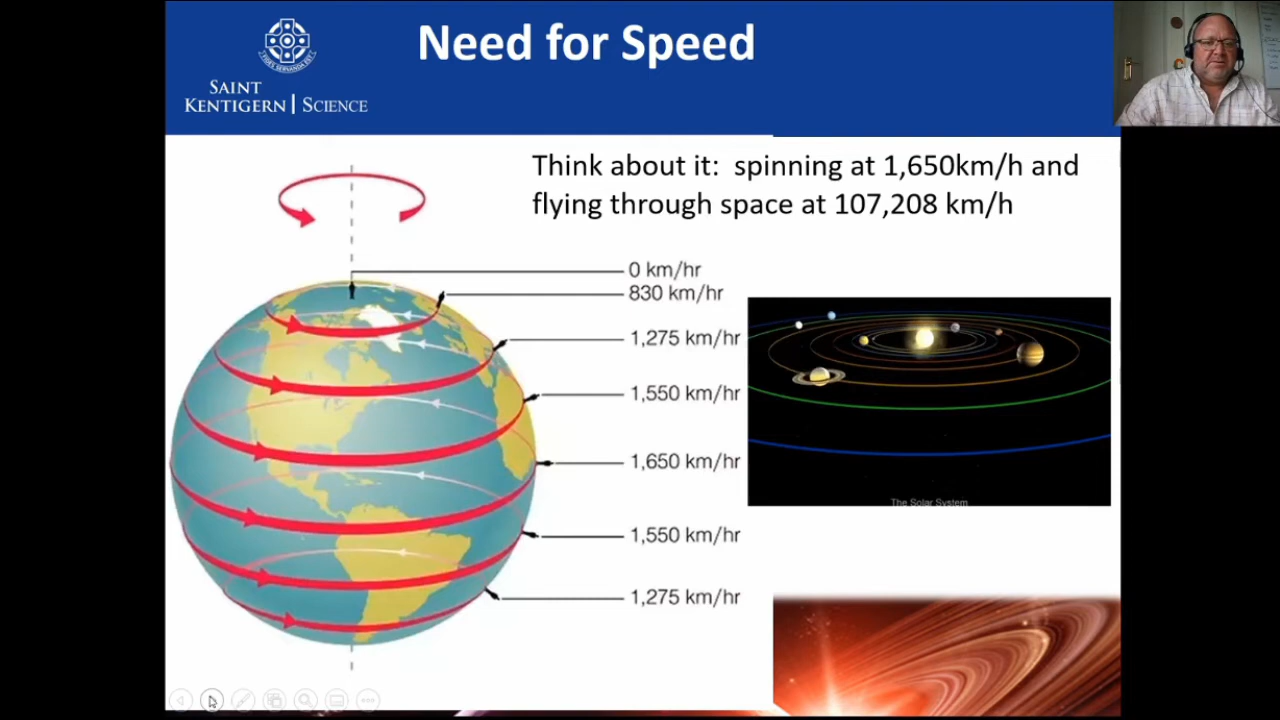 Need for Speed
SAINT
KENTIGERN | SCIENCE
Think about it: spinning at 1,650km/h and
flying through space at 107,208 km/h
0 km/hr
830 km/hr
1,275 km/hr
1,550 km/hr
1,650 km/hr
1,550 km/hr
1,275 km/hr
The Solar System